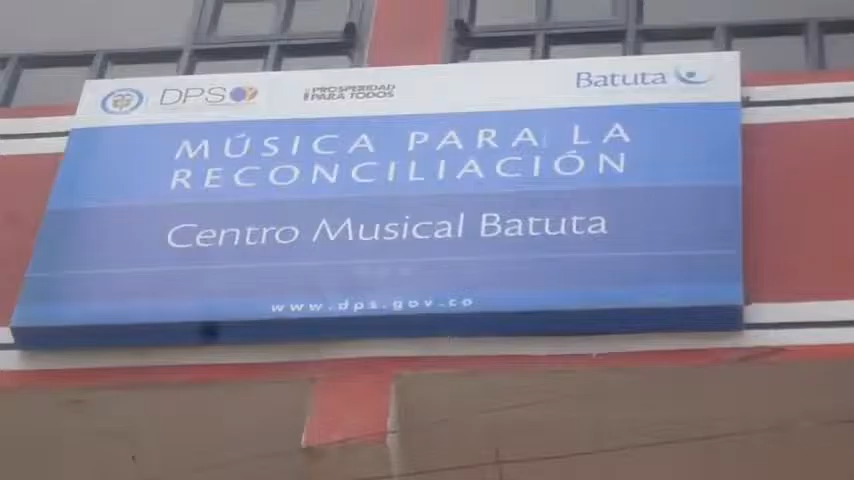 DPS
PROSPERIDAD
PARA TODOS
Batuta
MÚSICA PARA LA
RECONCILIACIÓN
Centro Musical Batuta
www.dps.gov.co